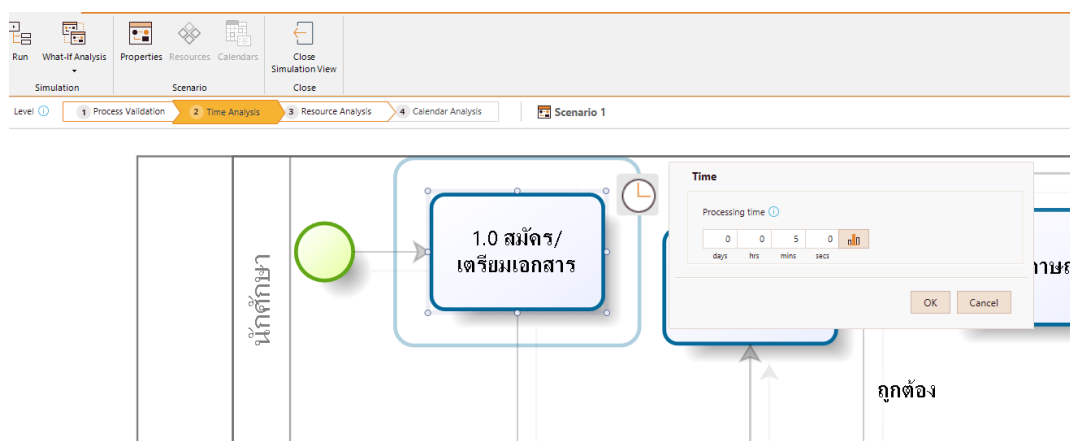 Run What-If Analysis Properties Resources Calendars Close Simulation View
Simulation Scenario Close
Level 1 Process Validation 2 Time Analysis 3 Resource Analysis 4 Calendar Analysis Scenario 1
นักศึกษา
1.0 สมัคร/
เตรียมเอกสาร
Time
Processing time
0 0 5 0
days hrs mins secs
OK Cancel
ถูกต้อง